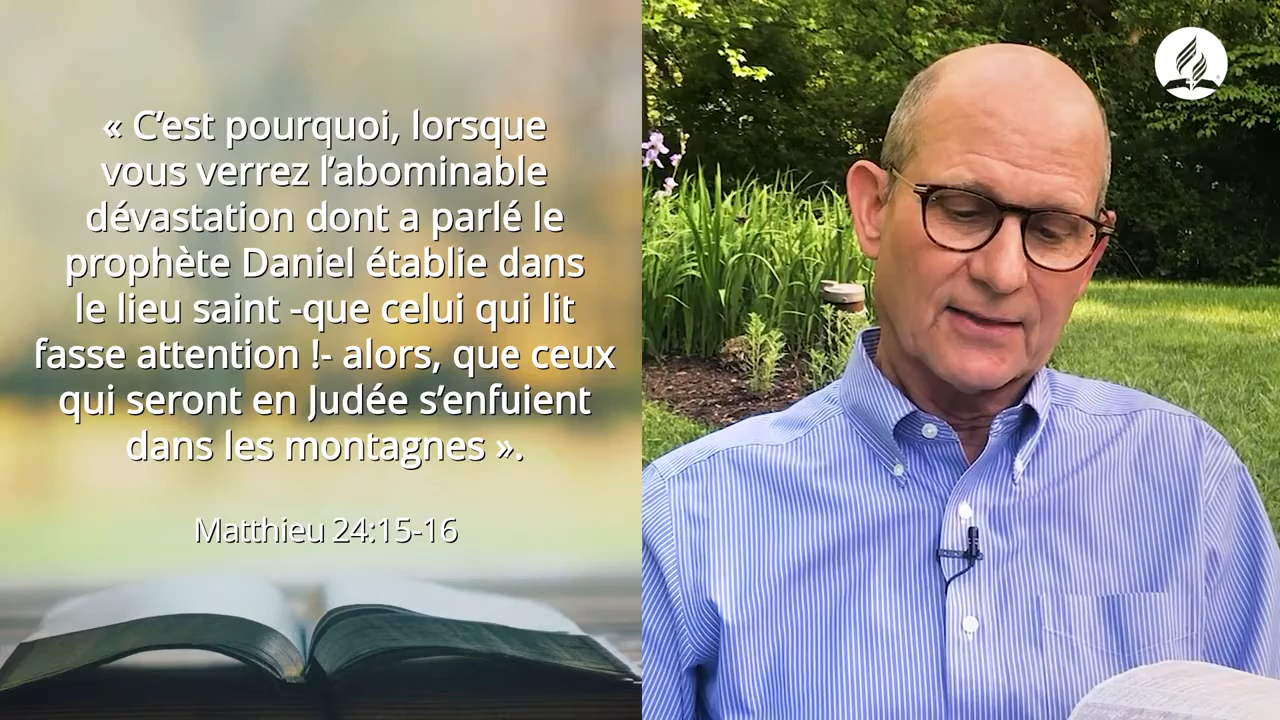 « C’est pourquoi, lorsque
vous verrez l’abominable
dévastation dont a parlé le
prophète Daniel établie dans
le lieu saint -que celui qui lit
fasse attention !- alors, que ceux
qui seront en Judée s’enfuient
dans les montagnes ».
Matthieu 24:15-16